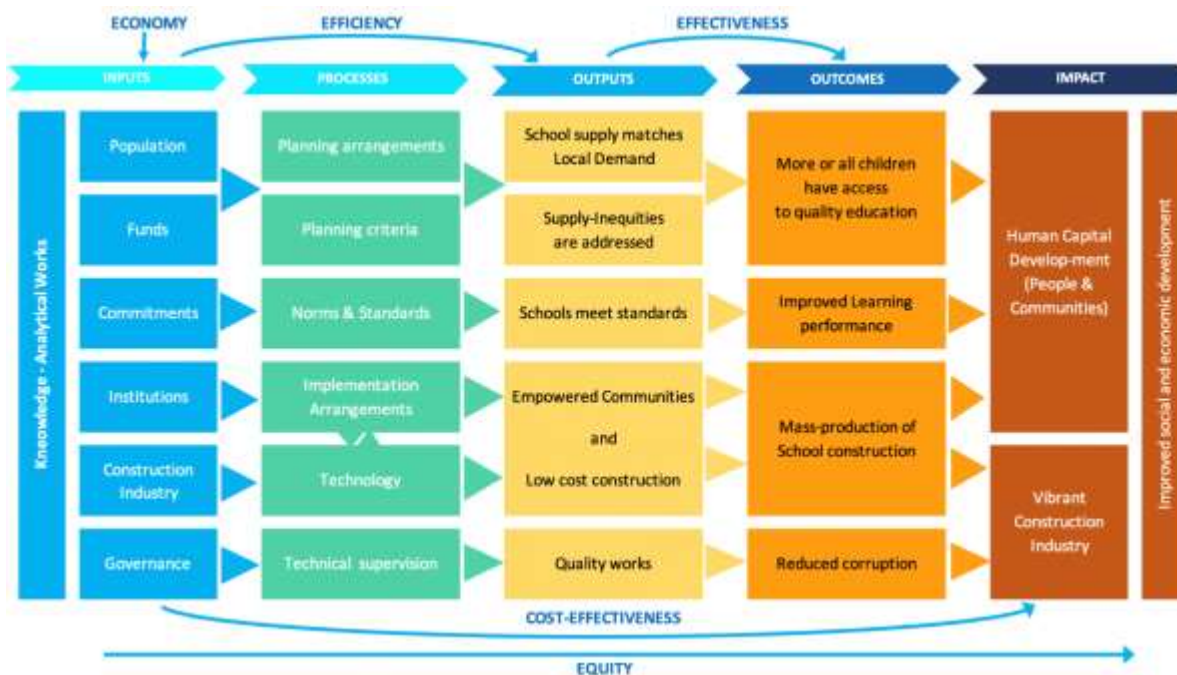 ECONOMY
EFFICIENCY
EFFECTIVENESS
INPUTS
PROCESSES
OUTPUTS
OUTCOMES
IMPACT
Kneowledge - Analytical Works
Population
Funds
Commitments
Institutions
Construction
Industry
Governance
Planning arrangements
Planning criteria
Norms & Standards
Implementation
Arrangements
Technology
Technical supervision
School supply matches
Local Demand
Supply-Inequities
are addressed
Schools meet standards
Empowered Communities
and
Low cost construction
Quality works
More or all children
have access
to quality education
Improved Learning
performance
Mass-production of
School construction
Reduced corruption
Human Capital
Develop-ment
(People &
Communities)
Vibrant
Construction
Industry
Improved social and economic development
COST-EFFECTIVENESS
EQUITY